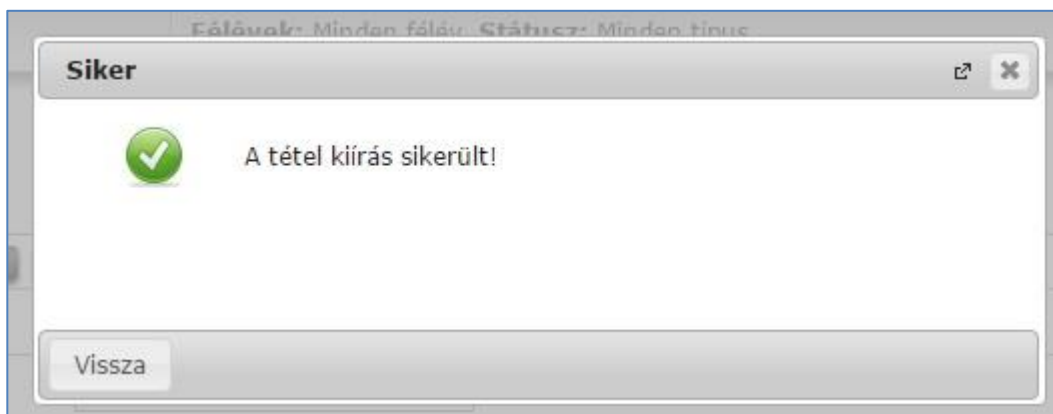 Félévek: Minden félév, Státusz: Minden típus
Siker
A tétel kiírás sikerült!
Vissza